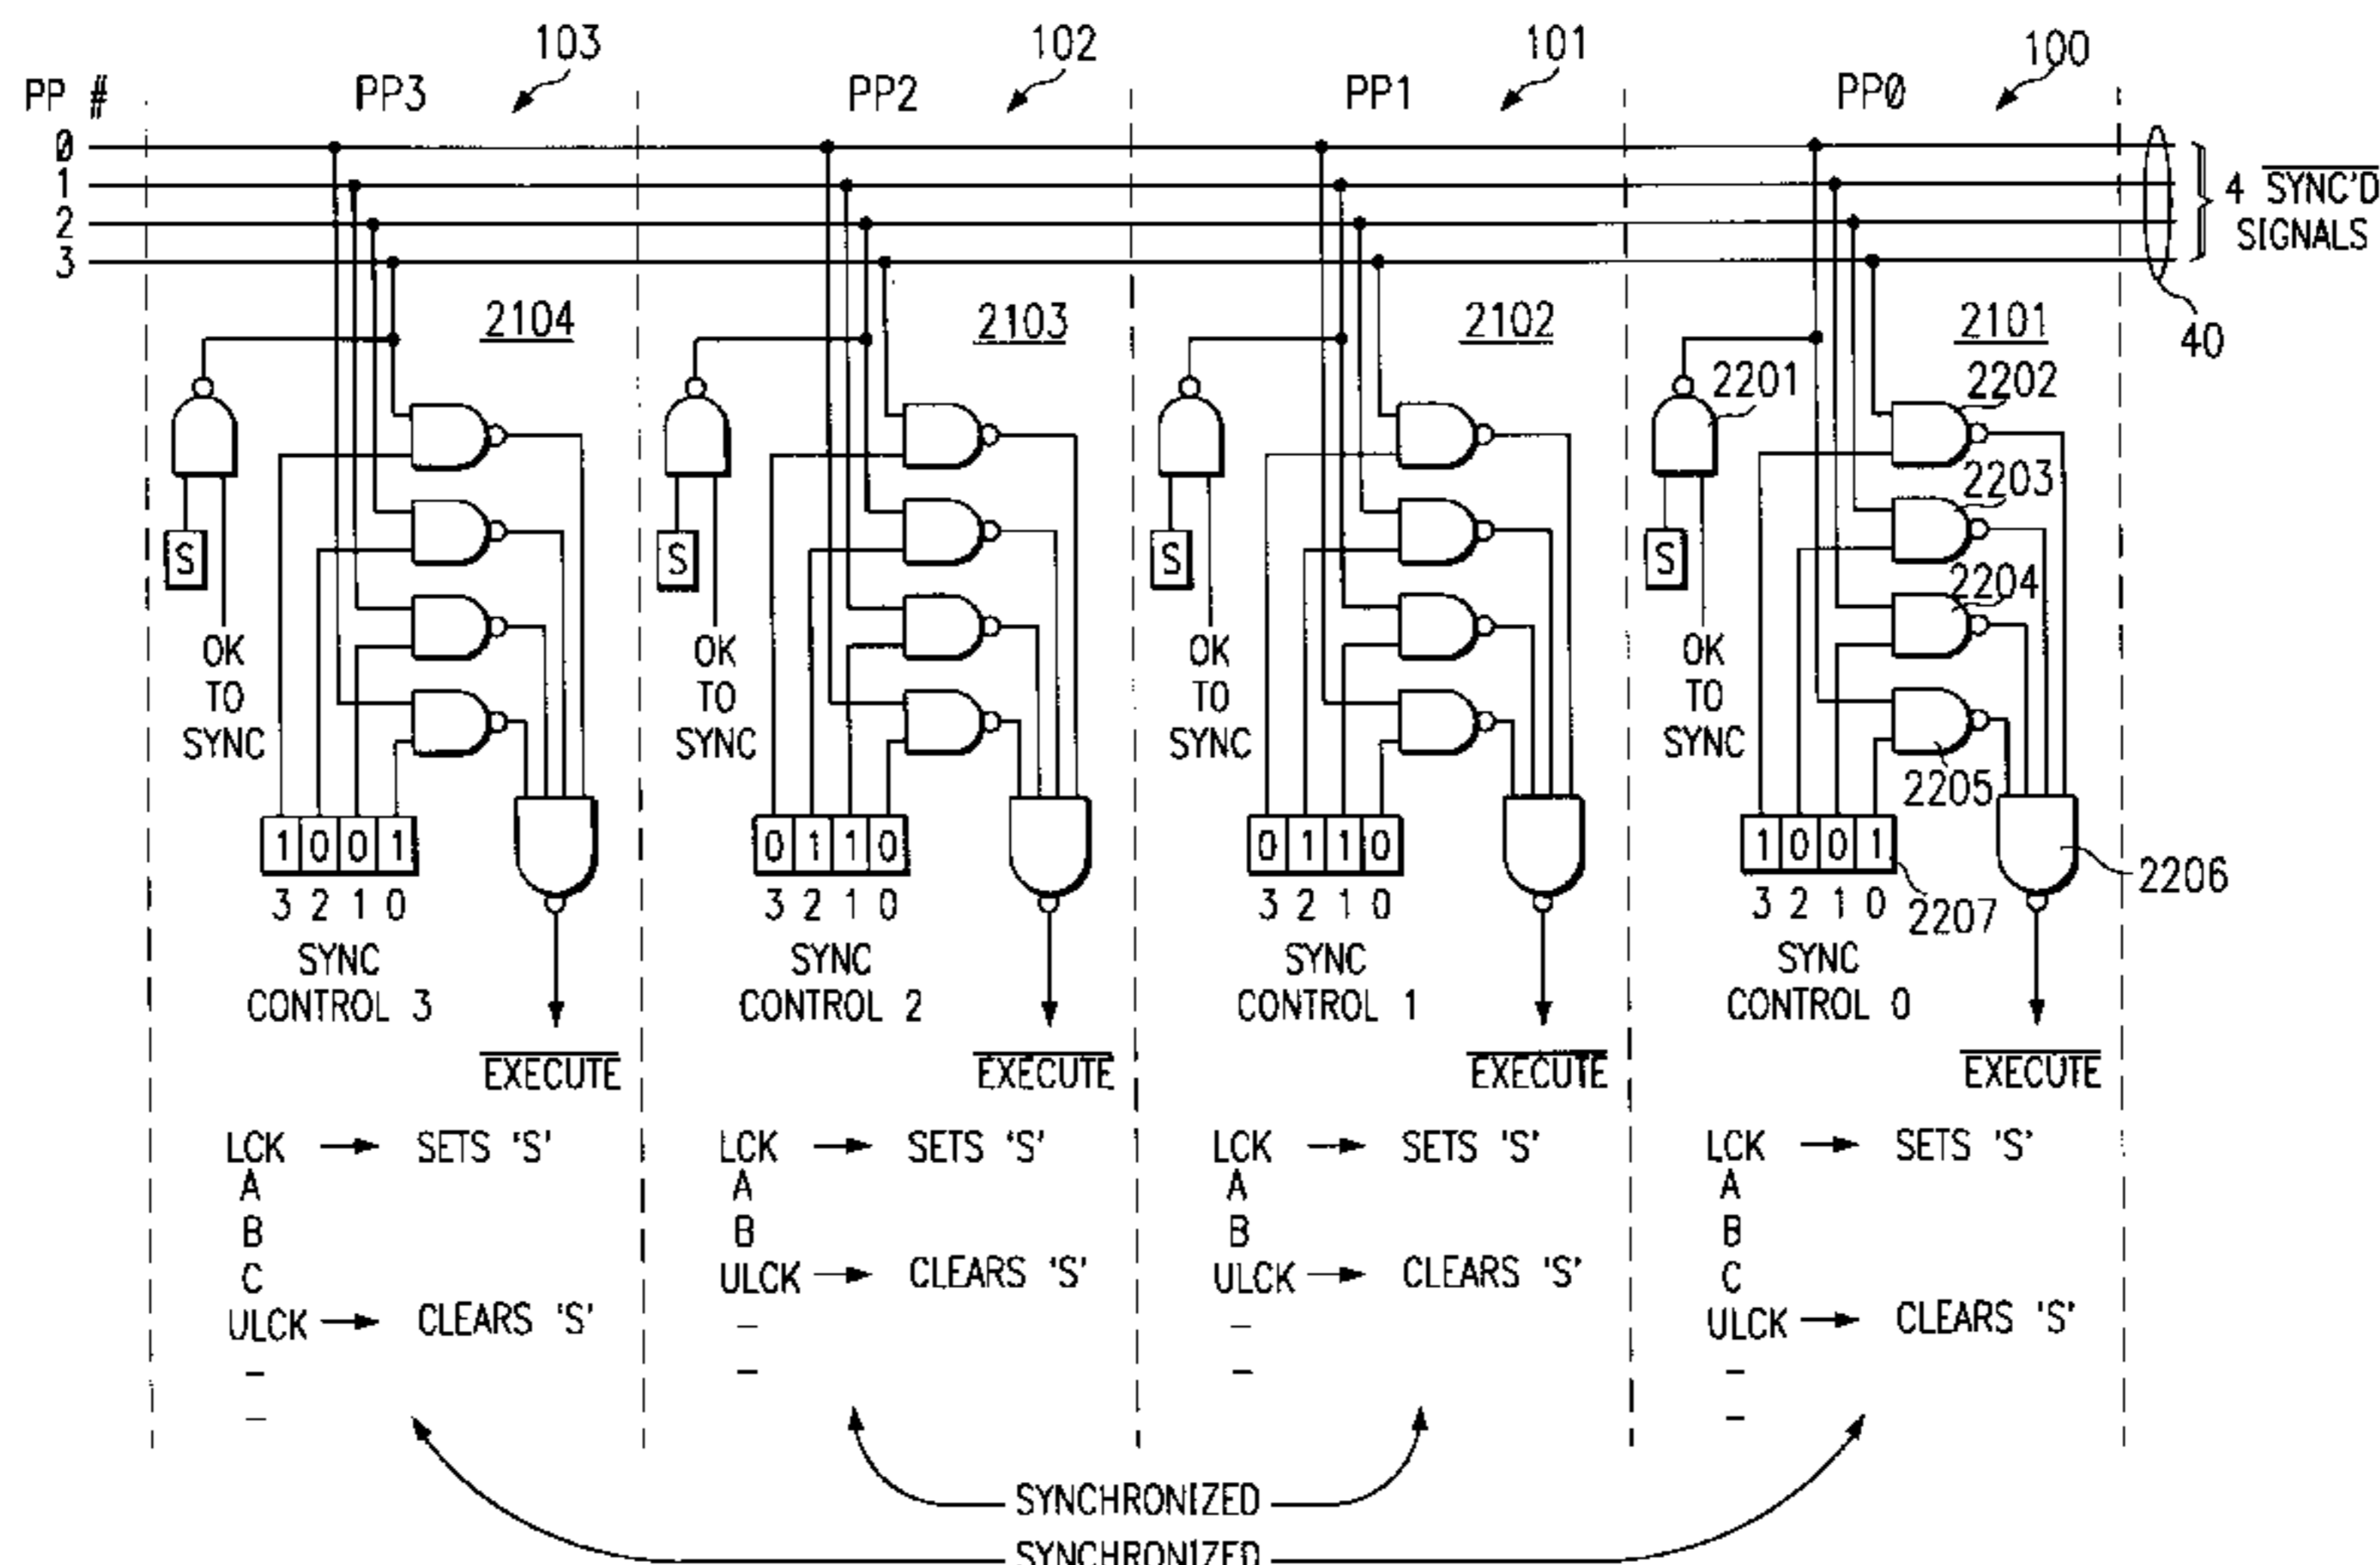 103 102 101 100
PP # PP3 PP2 PP1 PP0
0
1
2
3
4 SYNC'D
SIGNALS
40
2104 2103 2102 2101
2201 2202
2203
2204
2205
2206
2207
S S S S
OK OK OK OK
TO TO TO TO
SYNC SYNC SYNC SYNC
1 0 0 1 0 1 1 0 0 1 1 0 1 0 0 1
3 2 1 0 3 2 1 0 3 2 1 0 3 2 1 0
SYNC SYNC SYNC SYNC
CONTROL 3 CONTROL 2 CONTROL 1 CONTROL 0
EXECUTE EXECUTE EXECUTE EXECUTE
LCK → SETS 'S' LCK → SETS 'S' LCK → SETS 'S' LCK → SETS 'S'
A A A A
B B B B
C ULCK → CLEARS 'S' ULCK → CLEARS 'S' C
ULCK → CLEARS 'S' – – ULCK → CLEARS 'S'
– – – –
– –
SYNCHRONIZED
SYNCHRONIZED